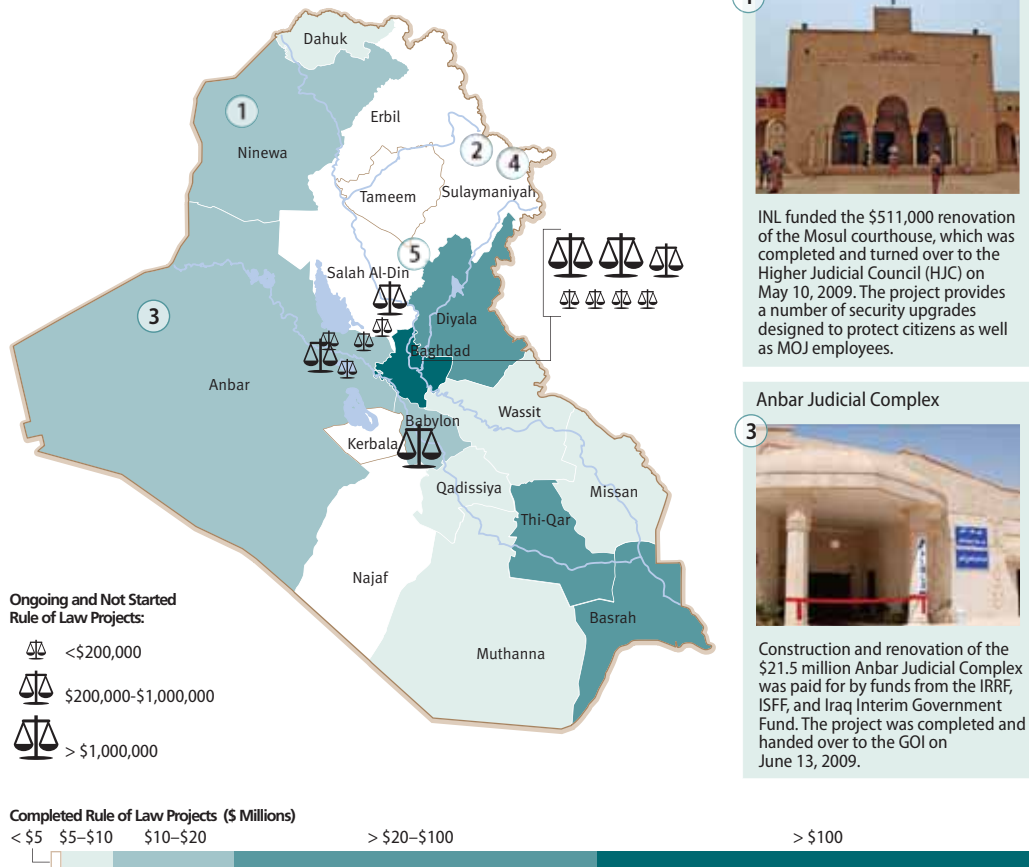 Dahuk
1
Erbil
Ninewa
2
4
Tameem
Sulaymaniyah
5
Salah Al-Din
3
Diyala
Baghdad
Anbar
Wassit
Babylon
Kerbala
Qadissiya
Missan
Thi-Qar
Najaf
Basrah
Muthanna
Ongoing and Not Started
Rule of Law Projects:
<$200,000
$200,000-$1,000,000
> $1,000,000
Completed Rule of Law Projects ($ Millions)
< $5 $5–$10 $10–$20 > $20–$100 > $100
INL funded the $511,000 renovation
of the Mosul courthouse, which was
completed and turned over to the
Higher Judicial Council (HJC) on
May 10, 2009. The project provides
a number of security upgrades
designed to protect citizens as well
as MOJ employees.
Anbar Judicial Complex
3
Construction and renovation of the
$21.5 million Anbar Judicial Complex
was paid for by funds from the IRRF,
ISFF, and Iraq Interim Government
Fund. The project was completed and
handed over to the GOI on
June 13, 2009.